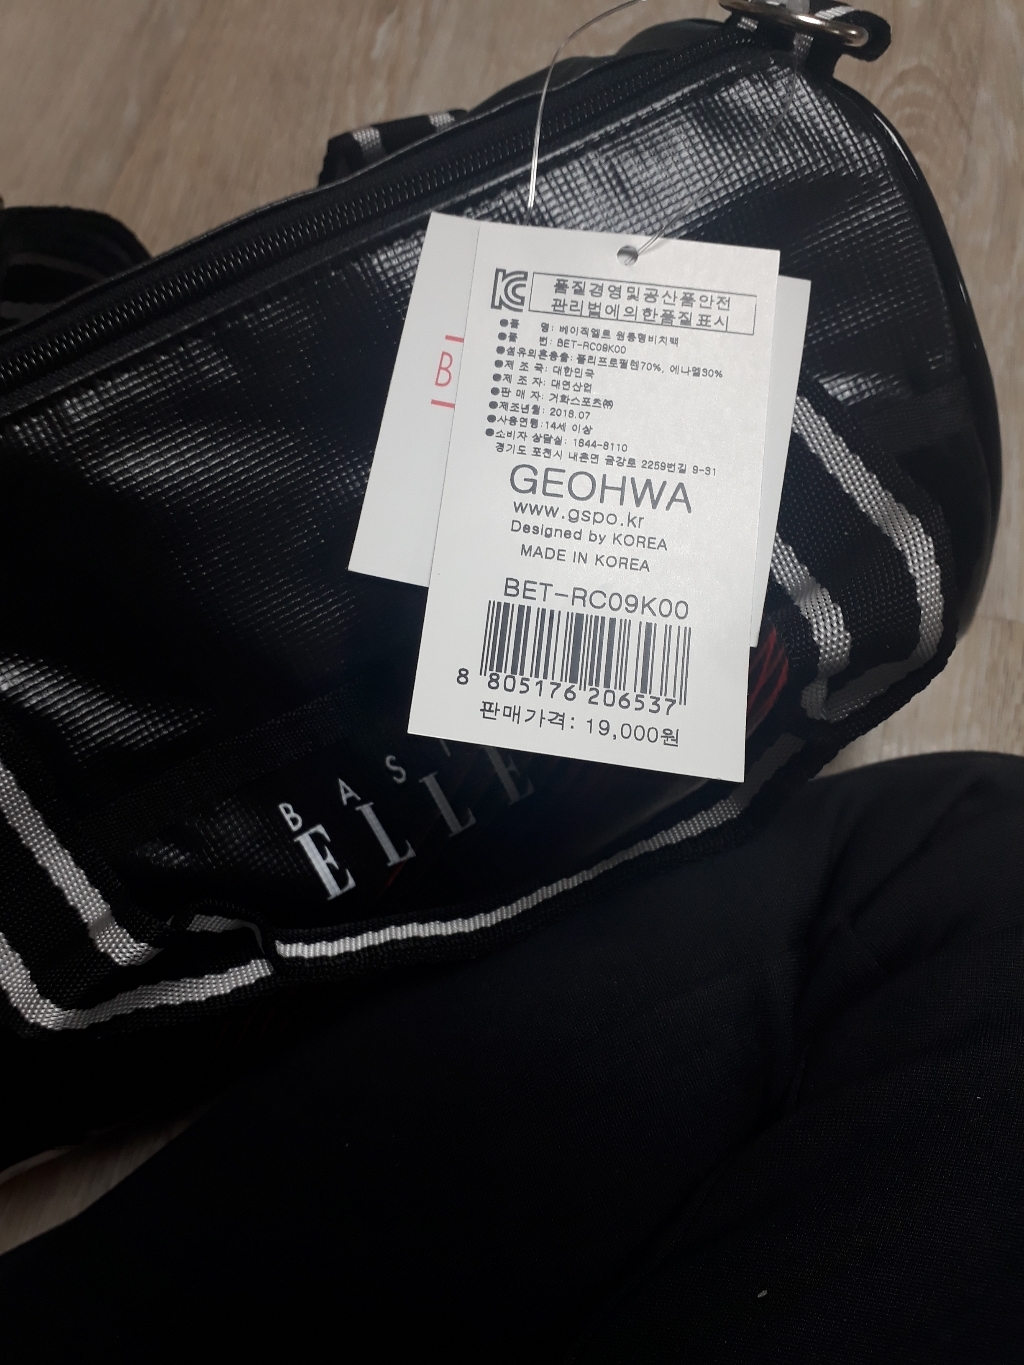 KC
품질경영및공산품안전
관리법에의한품질표시
●품 명: 베이직엘르 원통형비치백
●품 번: BET-RC09K00
●섬유의혼용율: 폴리프로필렌70%, 에나멜30%
●제 조 국: 대한민국
●제 조 자: 대연산업
●판 매 자: 거화스포츠㈜
●제조년월: 2018.07
●사용연령:14세 이상
●소비자 상담실: 1644-8110
경기도 포천시 내촌면 금강로 2259번길 9-31
GEOHWA
www.gspo.kr
Designed by KOREA
MADE IN KOREA
BET-RC09K00
8 805176 206537
판매가격: 19,000원
B
BAS
ELLE